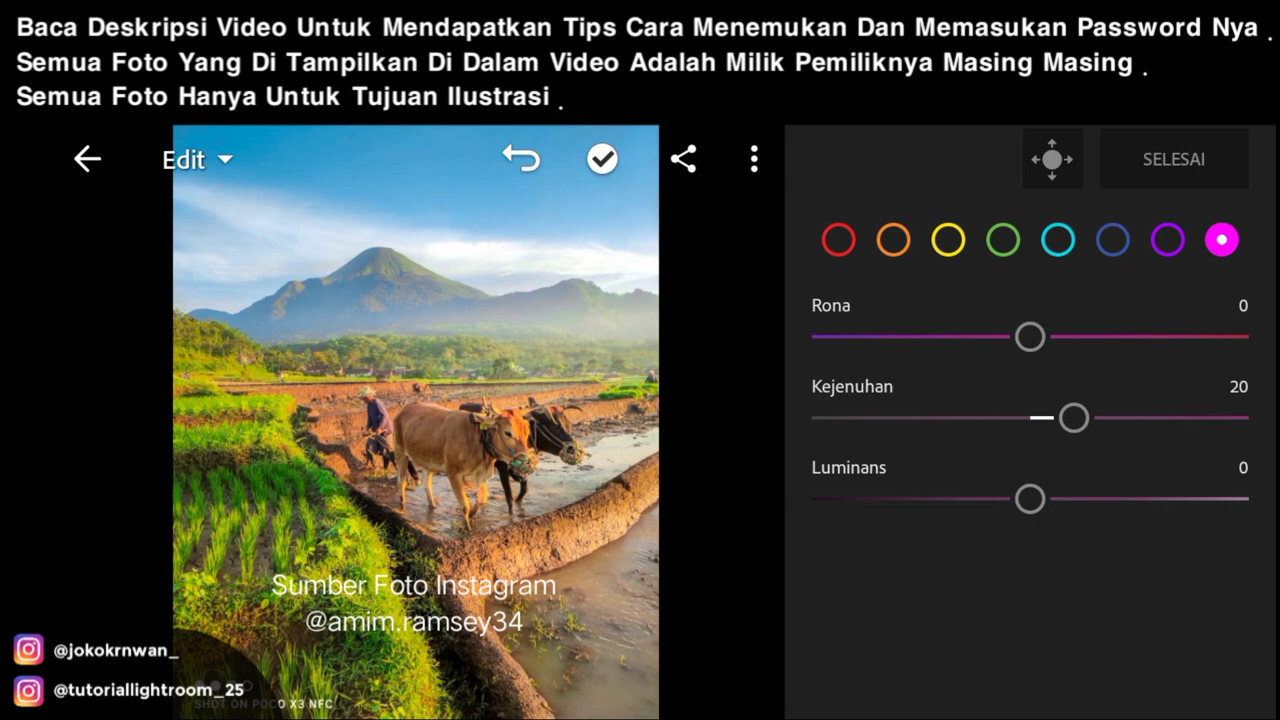 Baca Deskripsi Video Untuk Mendapatkan Tips Cara Menemukan Dan Memasukan Password Nya .
Semua Foto Yang Di Tampilkan Di Dalam Video Adalah Milik Pemiliknya Masing Masing .
Semua Foto Hanya Untuk Tujuan Ilustrasi .
Edit
SELESAI
Rona 0
Kejenuhan 20
Luminans 0
Sumber Foto Instagram
@amim.ramsey34
@jokokrnwan_
@tutoriallightroom_25
SHOT ON POCO X3 NFC